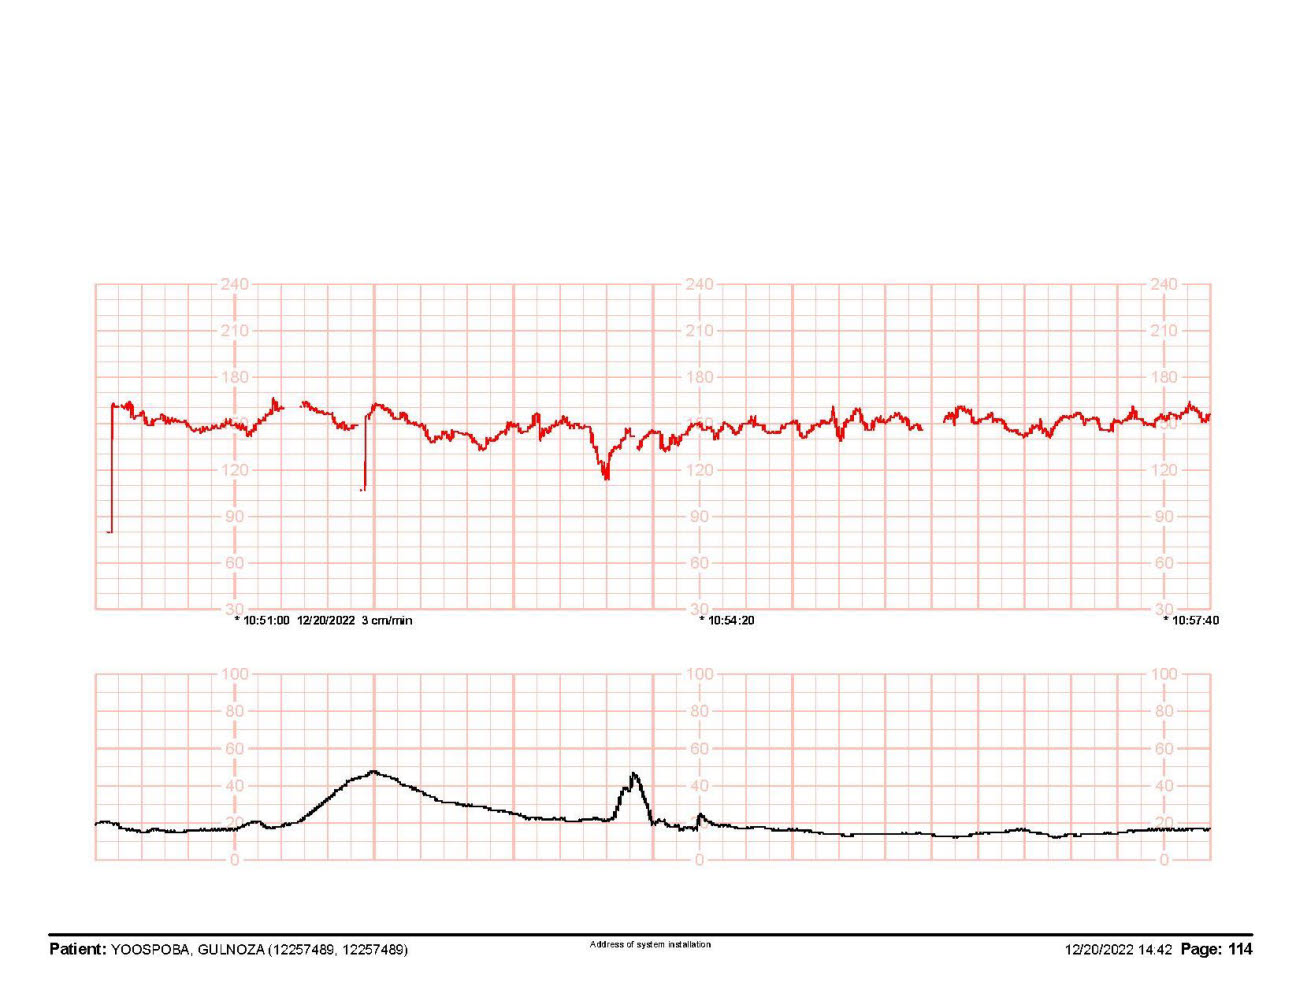 240 240 240
210 210 210
180 180 180
150 150 150
120 120 120
90 90 90
60 60 60
30 30 30
* 10:51:00 12/20/2022 3 cm/min * 10:54:20 * 10:57:40
100 100 100
80 80 80
60 60 60
40 40 40
20 20 20
0 0 0
Patient: YOOSPOBA, GULNOZA (12257489, 12257489) Address of system installation 12/20/2022 14:42 Page: 114